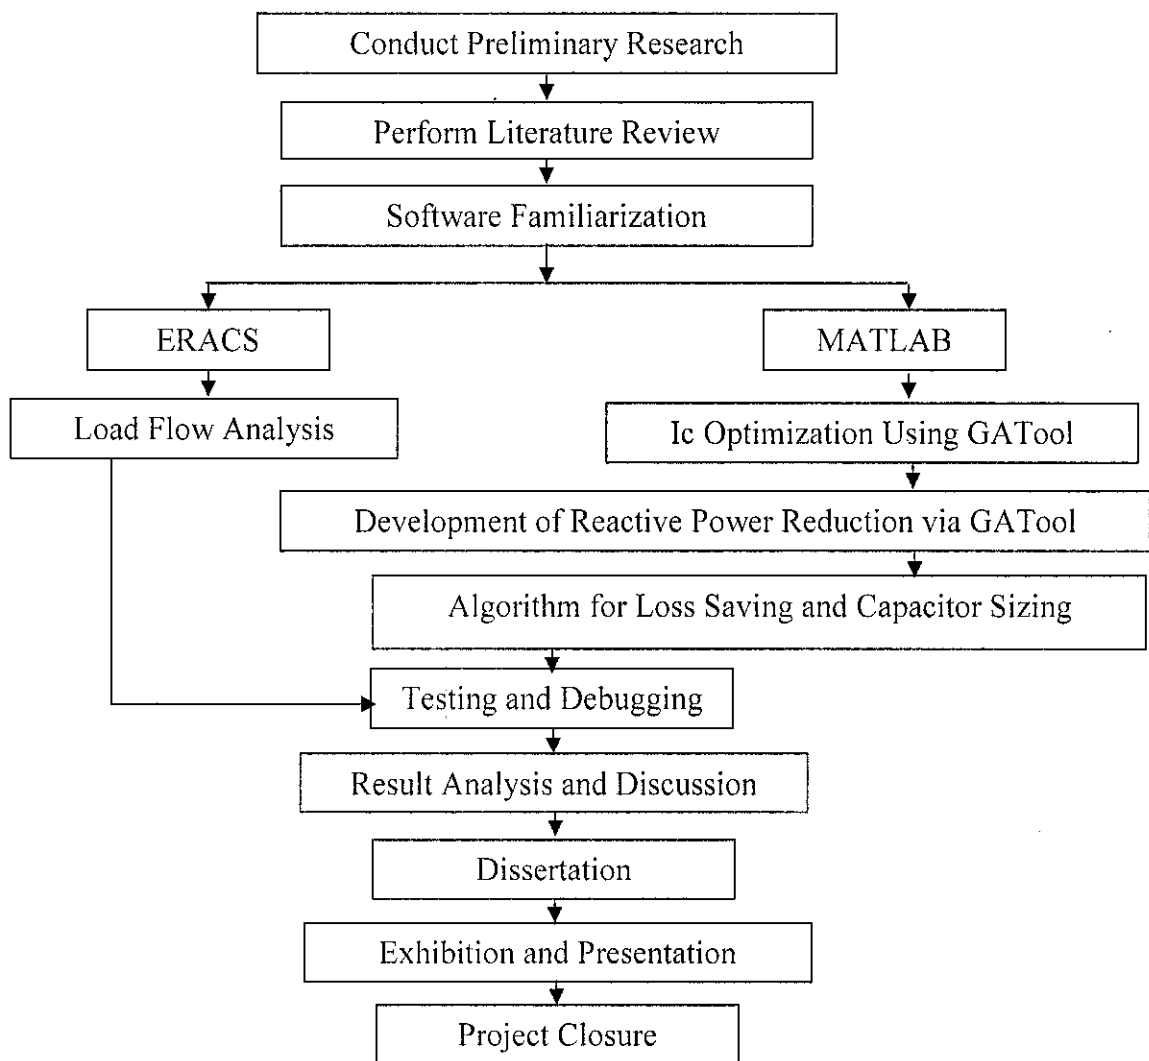 Conduct Preliminary Research
Perform Literature Review
Software Familiarization
ERACS
MATLAB
Load Flow Analysis
Ic Optimization Using GATool
Development of Reactive Power Reduction via GATool
Algorithm for Loss Saving and Capacitor Sizing
Testing and Debugging
Result Analysis and Discussion
Dissertation
Exhibition and Presentation
Project Closure